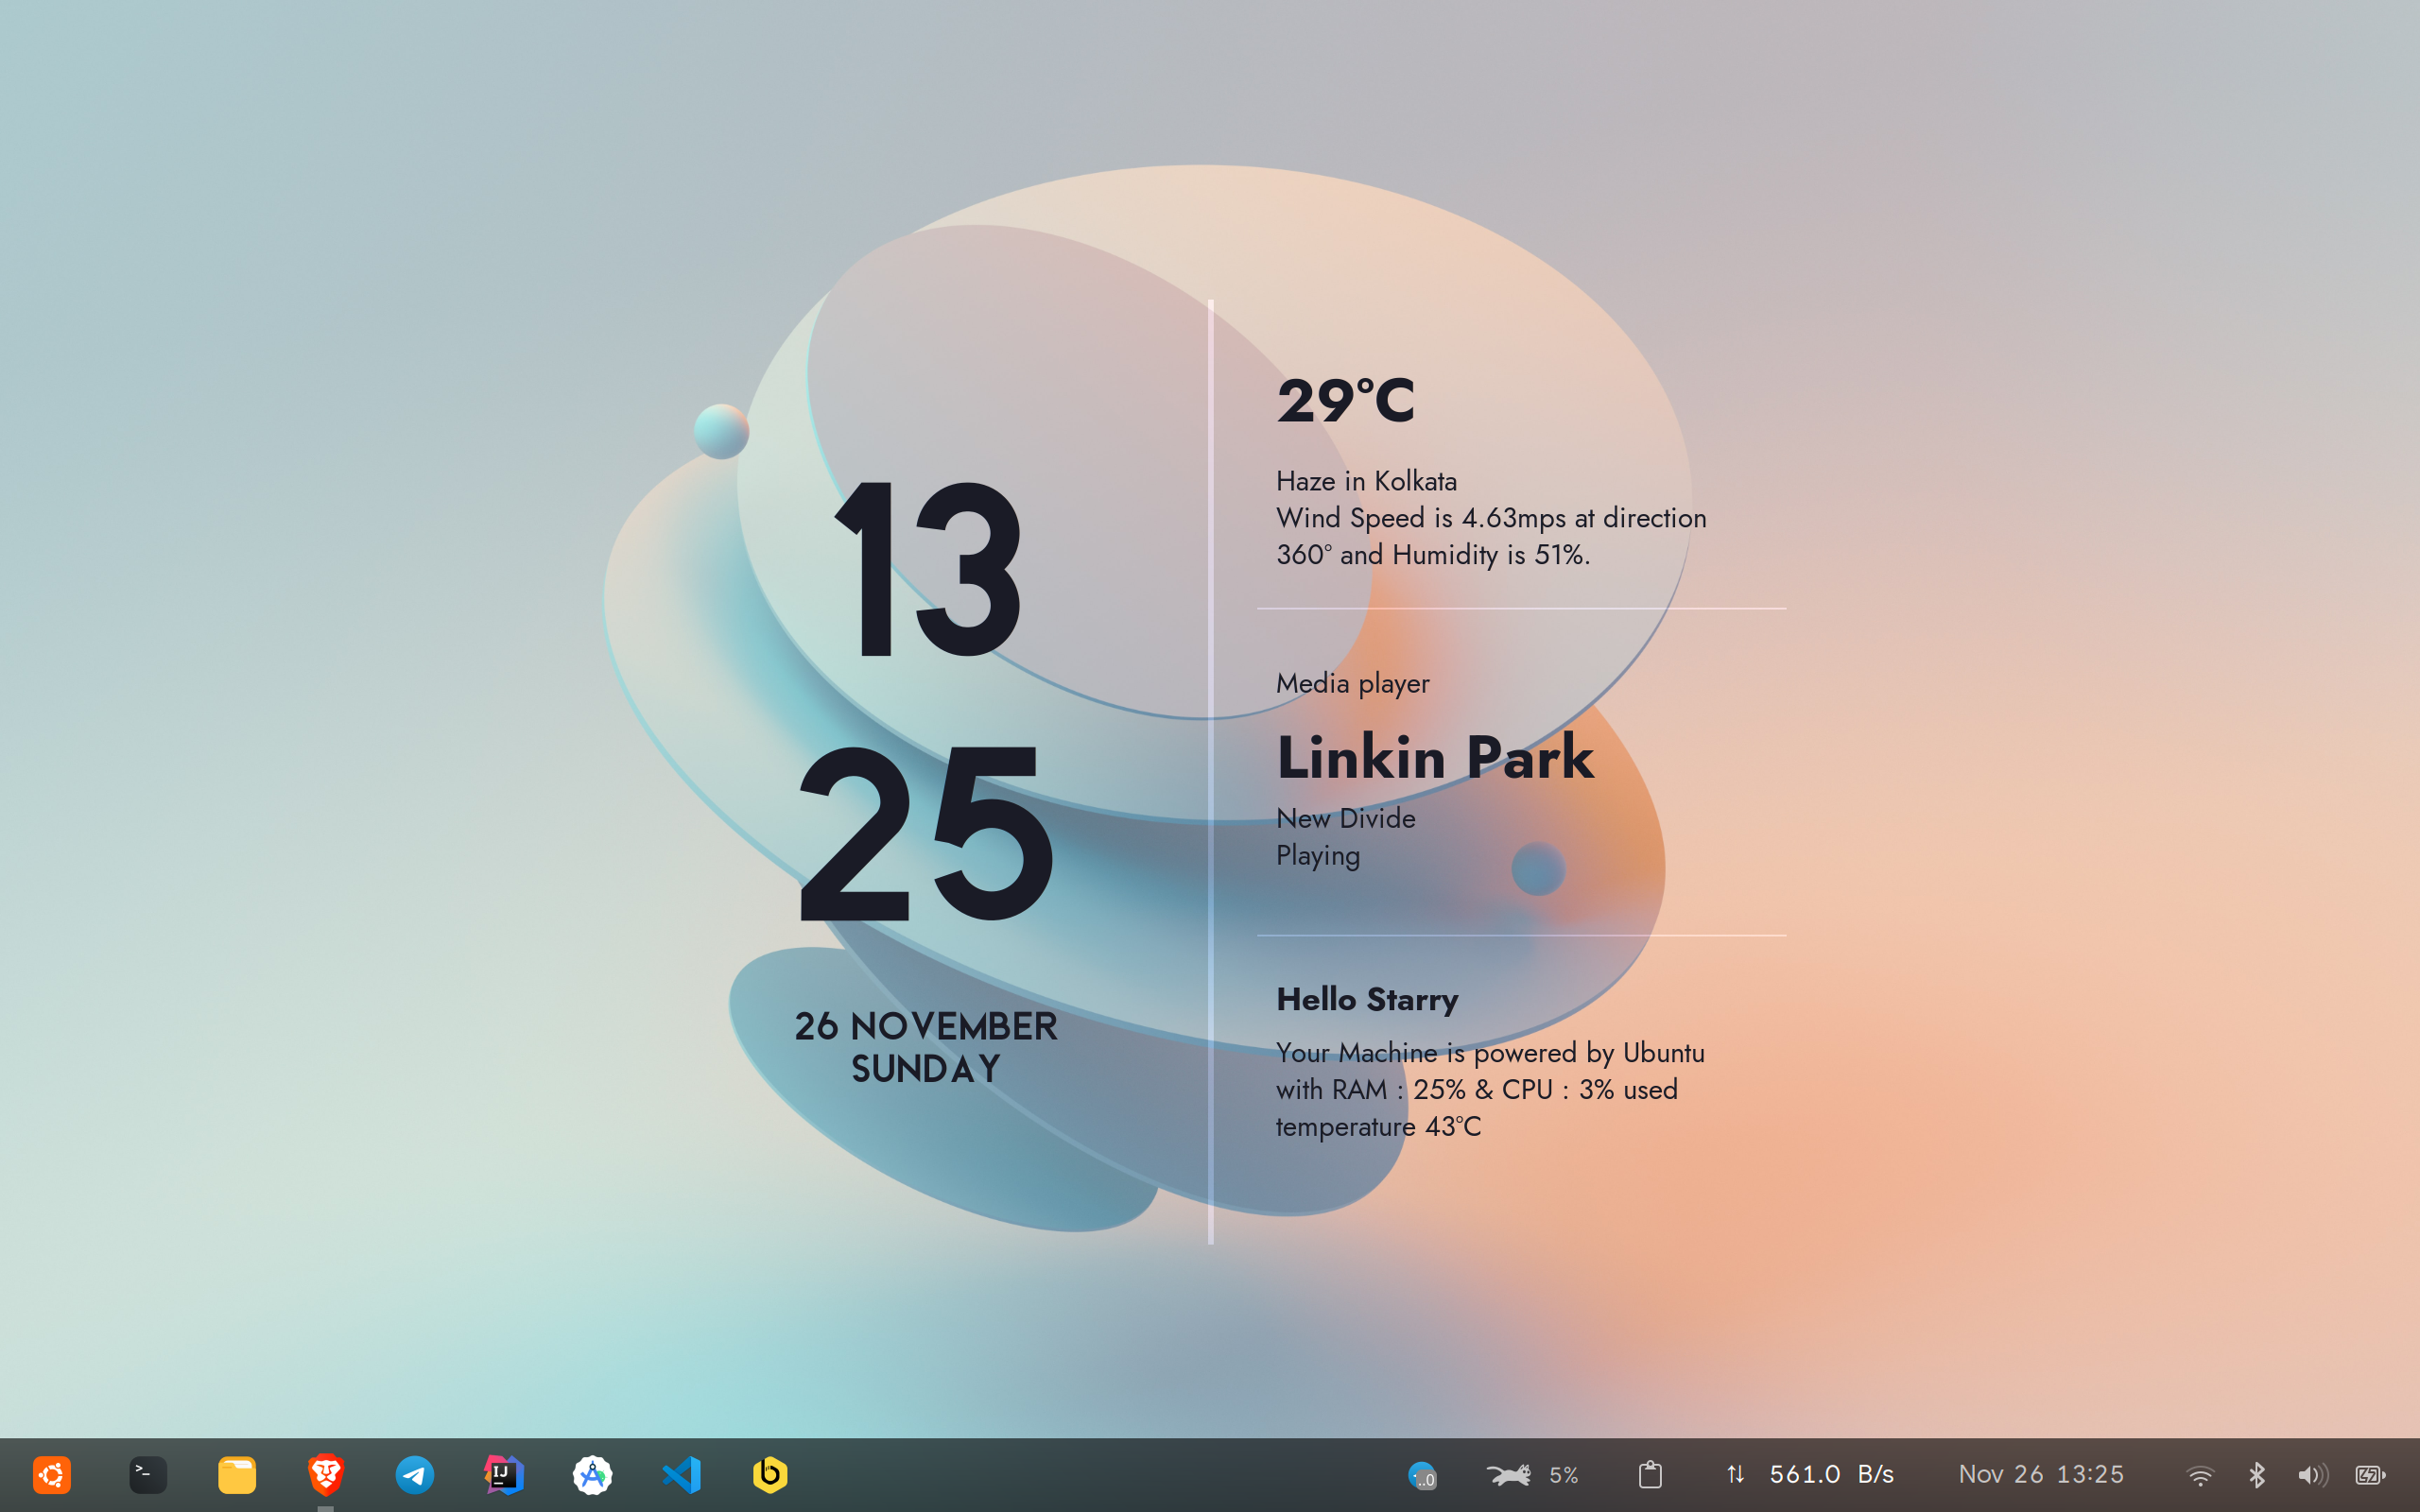 13
25
26 NOVEMBER
SUNDAY
29°C
Haze in Kolkata
Wind Speed is 4.63mps at direction
360° and Humidity is 51%.
Media player
Linkin Park
New Divide
Playing
Hello Starry
Your Machine is powered by Ubuntu
with RAM : 25% & CPU : 3% used
temperature 43°C
>_ IJ ..0 5% ↑↓ 561.0 B/s Nov 26 13:25